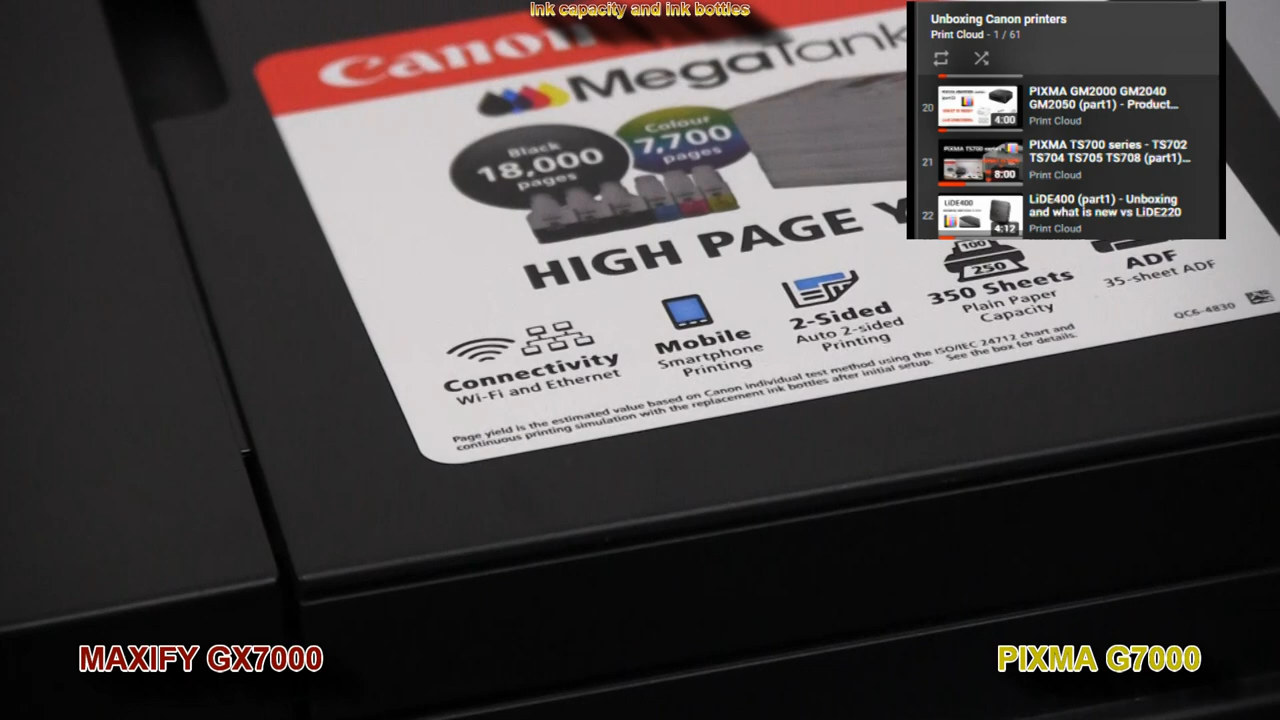 Ink capacity and ink bottles
Canon
MegaTank
Black
18,000
pages
Colour
7,700
pages
HIGH PAGE
Connectivity
Wi-Fi and Ethernet
Mobile
Smartphone
Printing
2-Sided
Auto 2-sided
Printing
100
250
350 Sheets
Plain Paper
Capacity
ADF
35-sheet ADF
QC6-4830
Page yield is the estimated value based on Canon individual test method using the ISO/IEC 24712 chart and
continuous printing simulation with the replacement ink bottles after initial setup. See the box for details.
Unboxing Canon printers
Print Cloud - 1 / 61
20
PIXMA GM2000 GM2040
GM2050 (part1) - Product...
Print Cloud
4:00
21
PIXMA TS700 series - TS702
TS704 TS705 TS708 (part1)...
Print Cloud
8:00
22
LiDE400
LiDE400 (part1) - Unboxing
and what is new vs LiDE220
Print Cloud
4:12
MAXIFY GX7000
PIXMA G7000